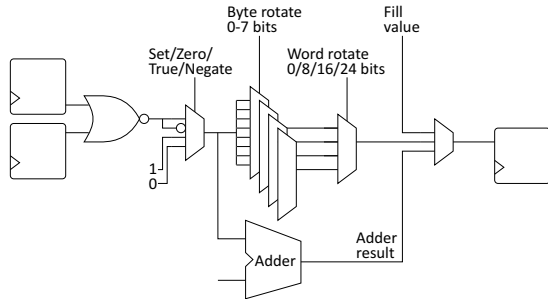 Byte rotate
0-7 bits
Fill
value
Set/Zero/
True/Negate
Word rotate
0/8/16/24 bits
1
0
Adder
Adder
result